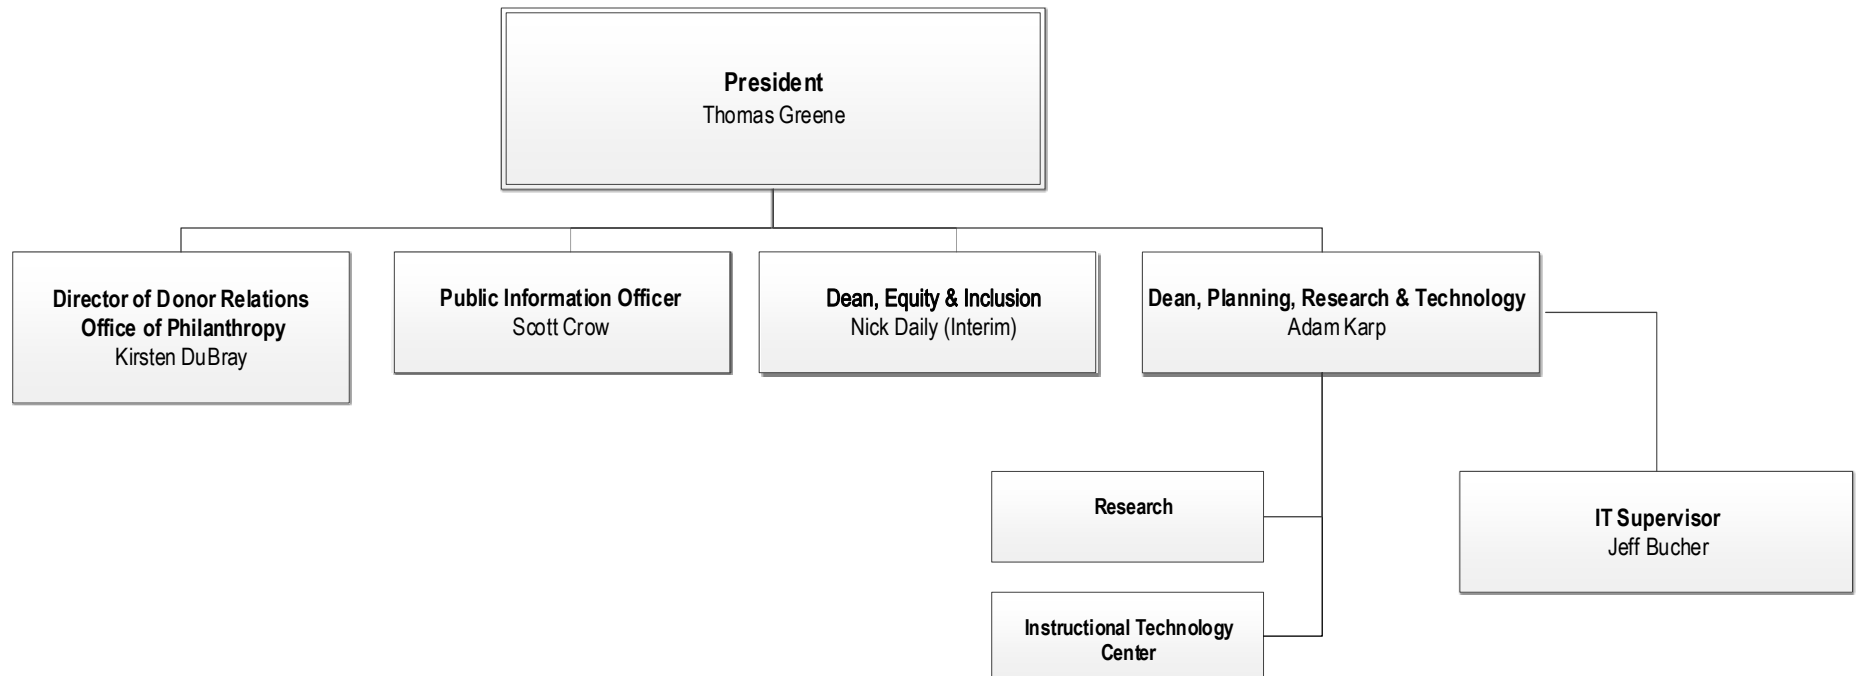 President
Thomas Greene
Director of Donor Relations
Office of Philanthropy
Kirsten DuBray
Public Information Officer
Scott Crow
Dean, Equity & Inclusion
Nick Daily (Interim)
Dean, Planning, Research & Technology
Adam Karp
Research
IT Supervisor
Jeff Bucher
Instructional Technology
Center